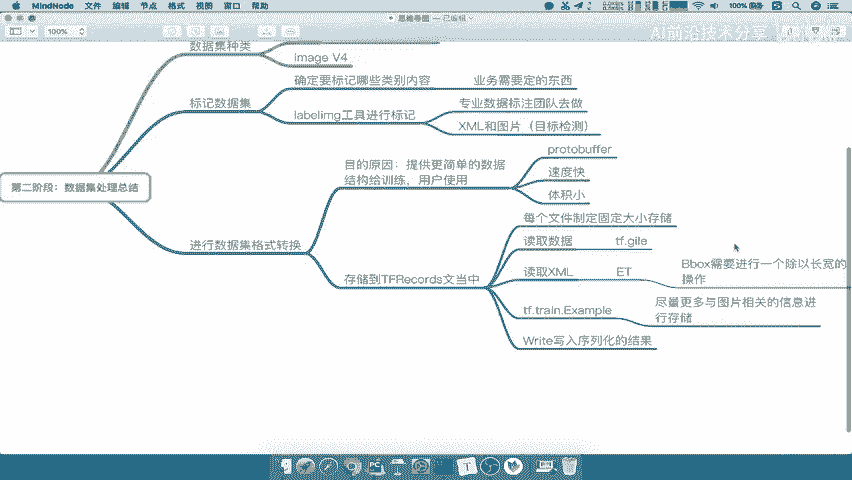 MindNode 文件 编辑 节点 格式 视图 窗口 帮助
100%
思维导图 — 已编辑
100%
AI前沿技术分享
数据集种类
image V4
标记数据集
确定要标记哪些类别内容
业务需要定的东西
labelimg工具进行标记
专业数据标注团队去做
XML和图片（目标检测）
第二阶段：数据集处理总结
进行数据集格式转换
目的原因：提供更简单的数据
结构给训练，用户使用
protobuffer
速度快
体积小
存储到TFRecords文当中
每个文件制定固定大小存储
读取数据
tf.gile
读取XML
ET
Bbox需要进行一个除以长宽的
操作
tf.train.Example
尽量更多与图片相关的信息进
行存储
Write写入序列化的结果